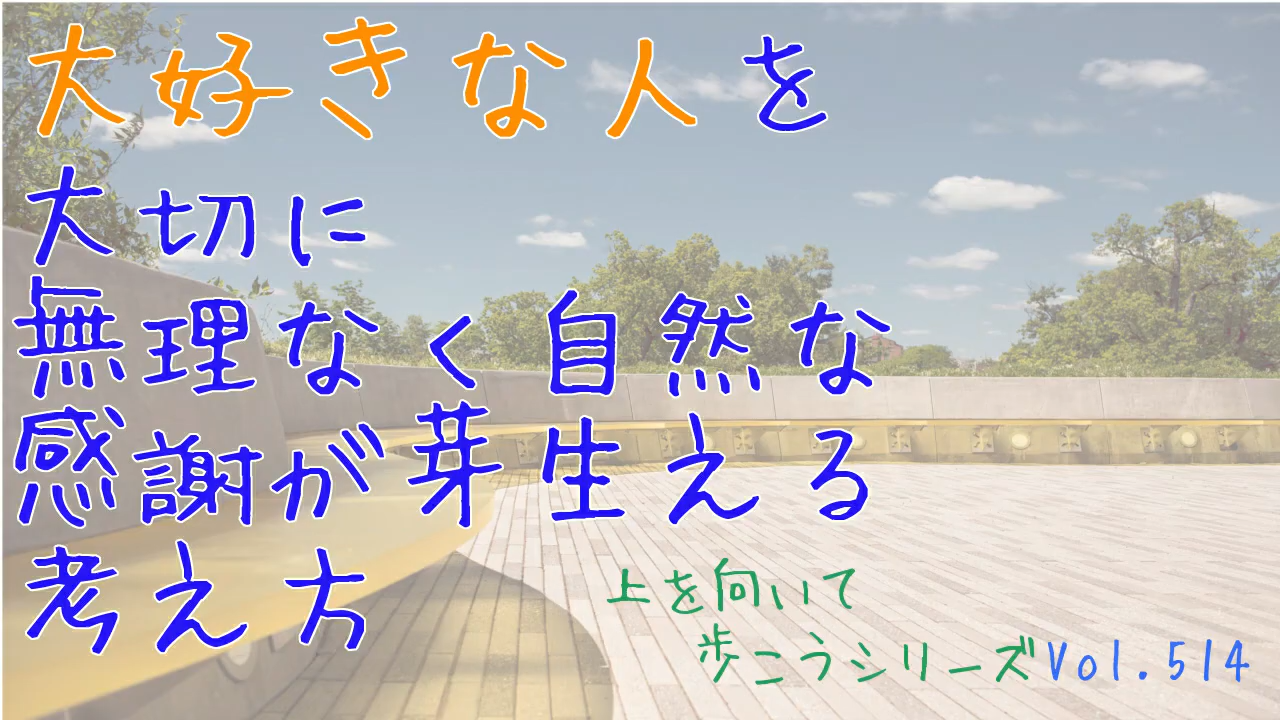 大好きな人を
大切に
無理なく自然な
感謝が芽生える
考え方
上を向いて
歩こうシリーズVol.514